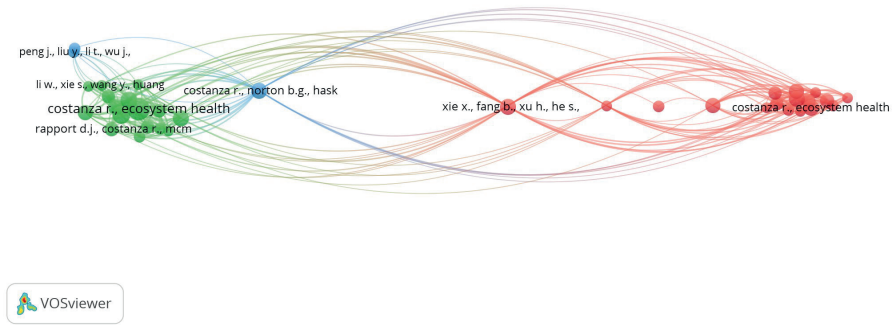 peng j., liu y., li t., wu j.,
li w., xie s., wang y., huang
costanza r., norton b.g., hask
costanza r., ecosystem health
xie x., fang b., xu h., he s.,
costanza r., ecosystem health
rapport d.j., costanza r., mcm
VOSviewer